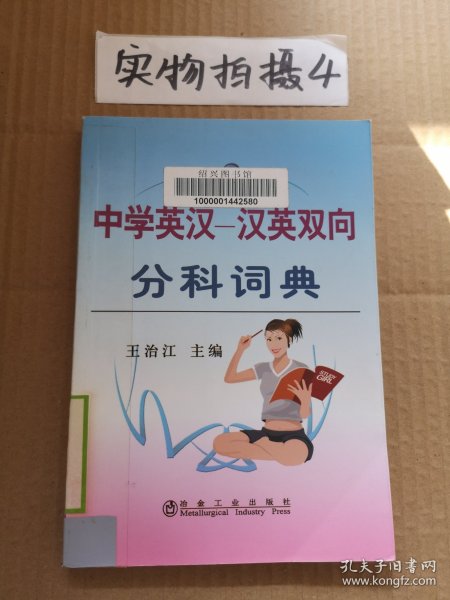 实物拍摄4
绍兴图书馆
1000001442580
中学英汉—汉英双向
分科词典
王治江 主编
STUDY
GIRL
冶金工业出版社
Metallurgical Industry Press
孔夫子旧书网
www.kongfz.com